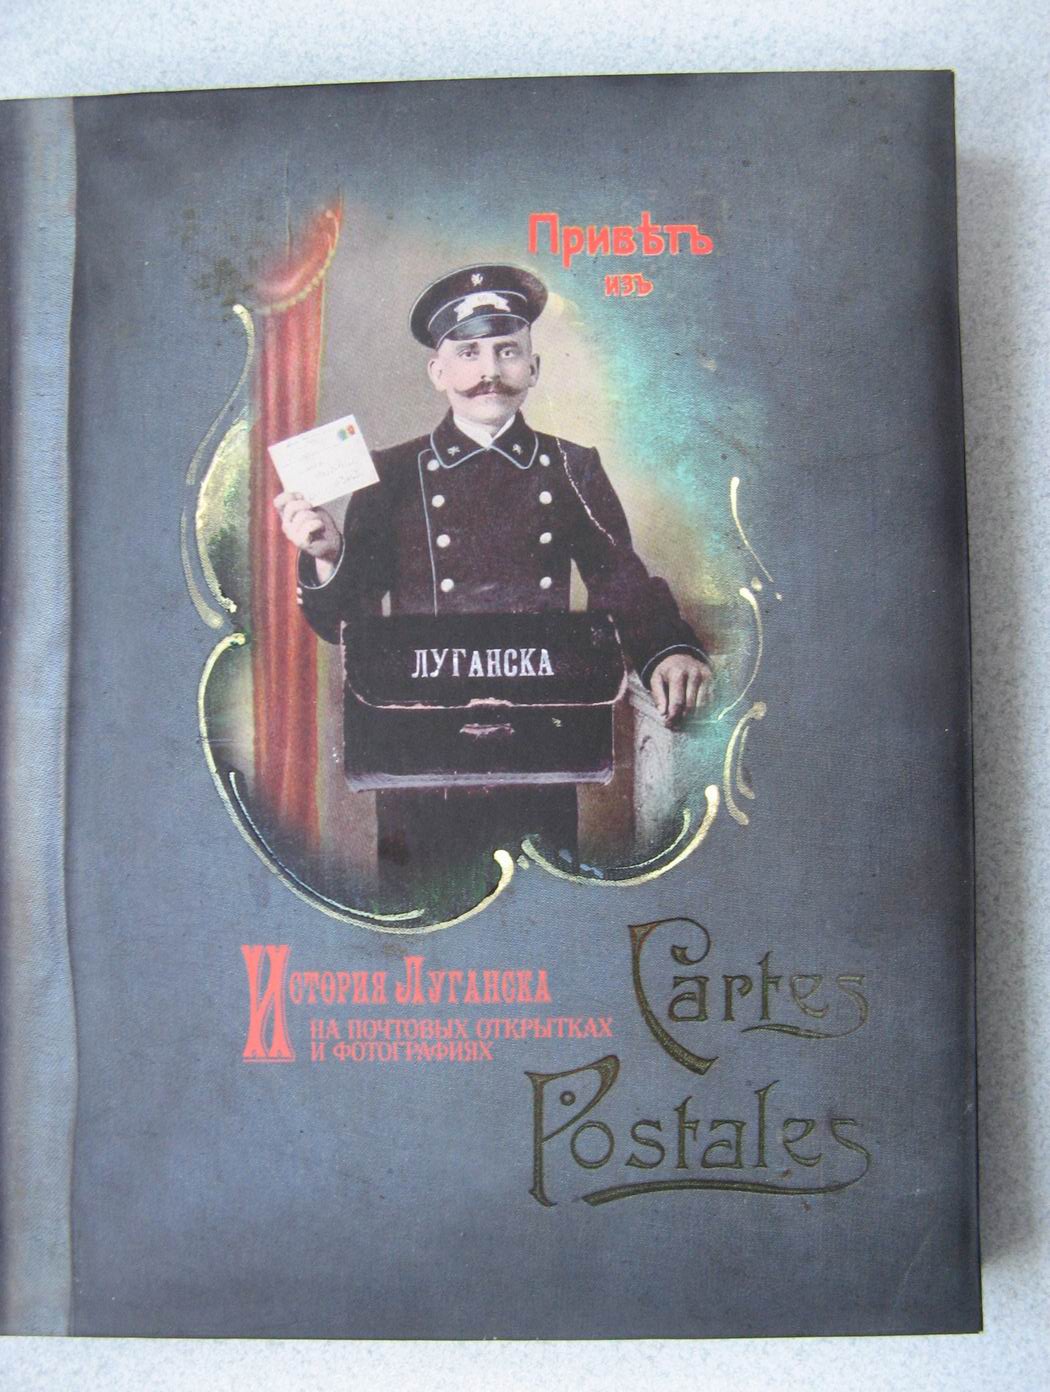 Привѣтъ
изъ
ЛУГАНСКА
История Луганска
на почтовых открытках
и фотографиях
Cartes
Postales